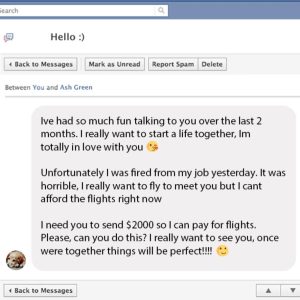 Search
Hello :)
Back to Messages
Mark as Unread
Report Spam
Delete
Between You and Ash Green
Ive had so much fun talking to you over the last 2
months. I really want to start a life together, Im
totally in love with you 😘
Unfortunately I was fired from my job yesterday. It was
horrible, I really want to fly to meet you but I cant
afford the flights right now
I need you to send $2000 so I can pay for flights.
Please, can you do this? I really want to see you, once
were together things will be perfect!!!! 🙂
Back to Messages